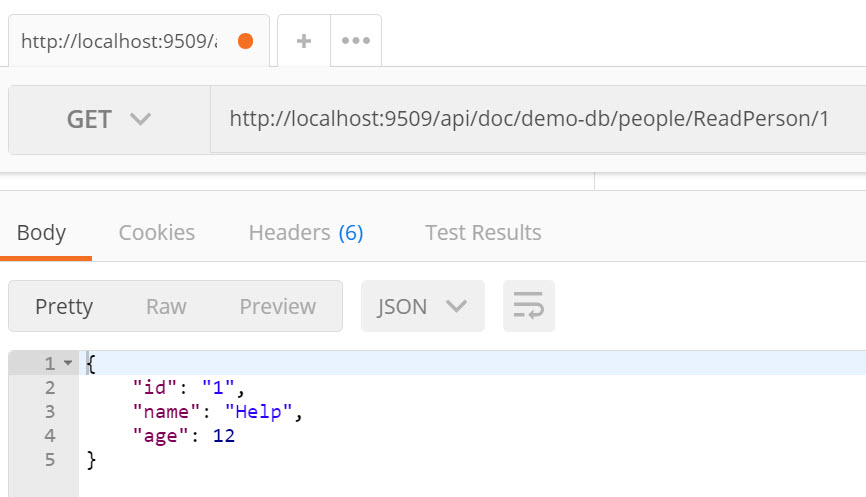 http://localhost:9509/a
GET http://localhost:9509/api/doc/demo-db/people/ReadPerson/1
Body Cookies Headers (6) Test Results
Pretty Raw Preview JSON
1 {
2 "id": "1",
3 "name": "Help",
4 "age": 12
5 }